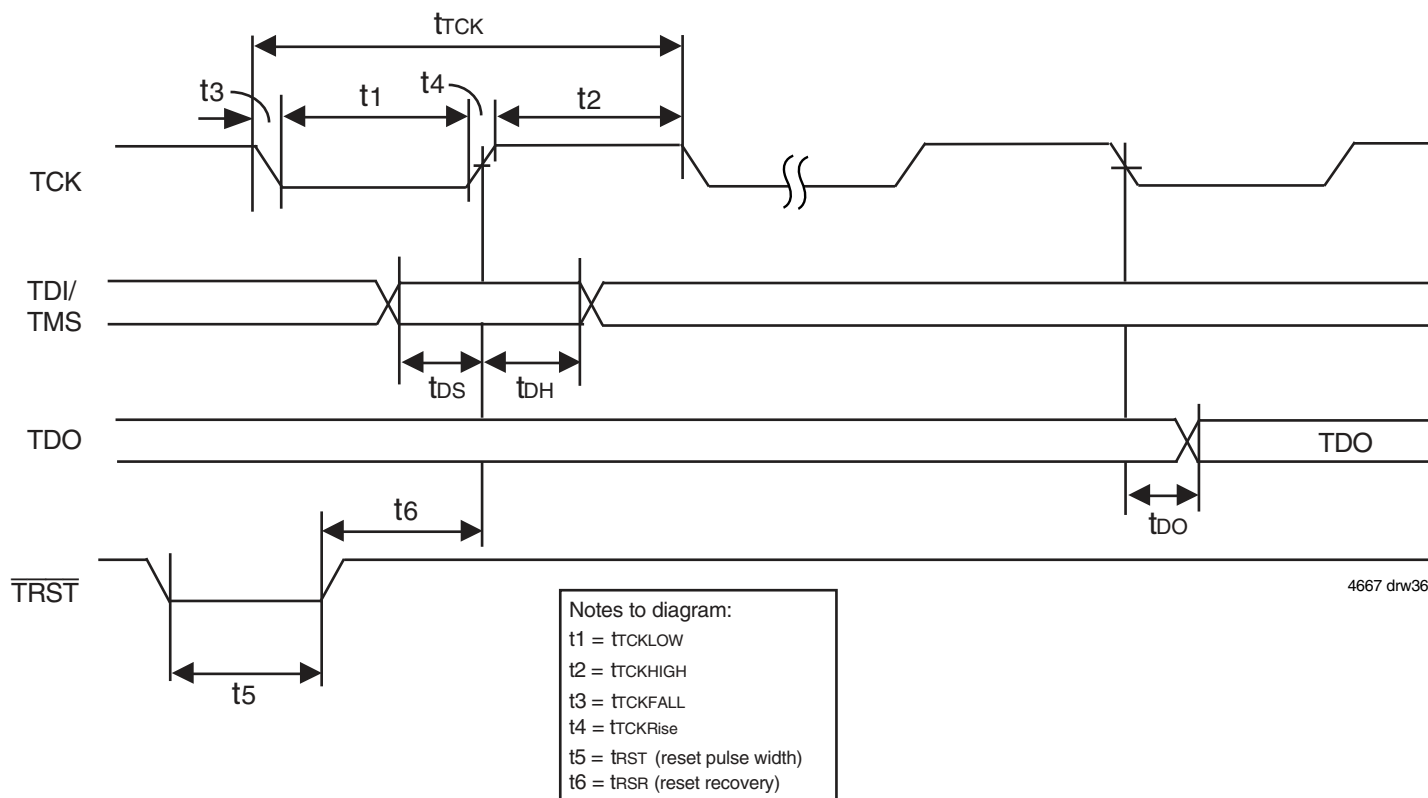 tTCK
t3
t1
t4
t2
TCK
TDI/
TMS
tDS
tDH
TDO
TDO
t6
tDO
TRST
4667 drw36
t5
Notes to diagram:
t1 = tTCKLOW
t2 = tTCKHIGH
t3 = tTCKFALL
t4 = tTCKRise
t5 = tRST (reset pulse width)
t6 = tRSR (reset recovery)